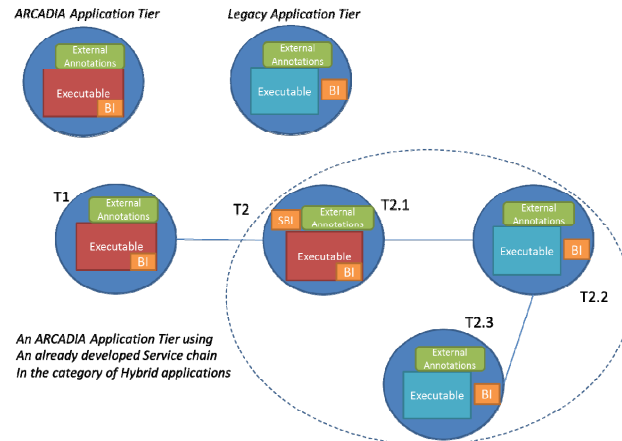 ARCADIA Application Tier
Legacy Application Tier
External
Annotations
Executable
BI
External
Annotations
Executable
BI
T1
External
Annotations
Executable
BI
T2
SBI
External
Annotations
Executable
BI
T2.1
External
Annotations
Executable
BI
T2.2
T2.3
External
Annotations
Executable
BI
An ARCADIA Application Tier using
An already developed Service chain
In the category of Hybrid applications